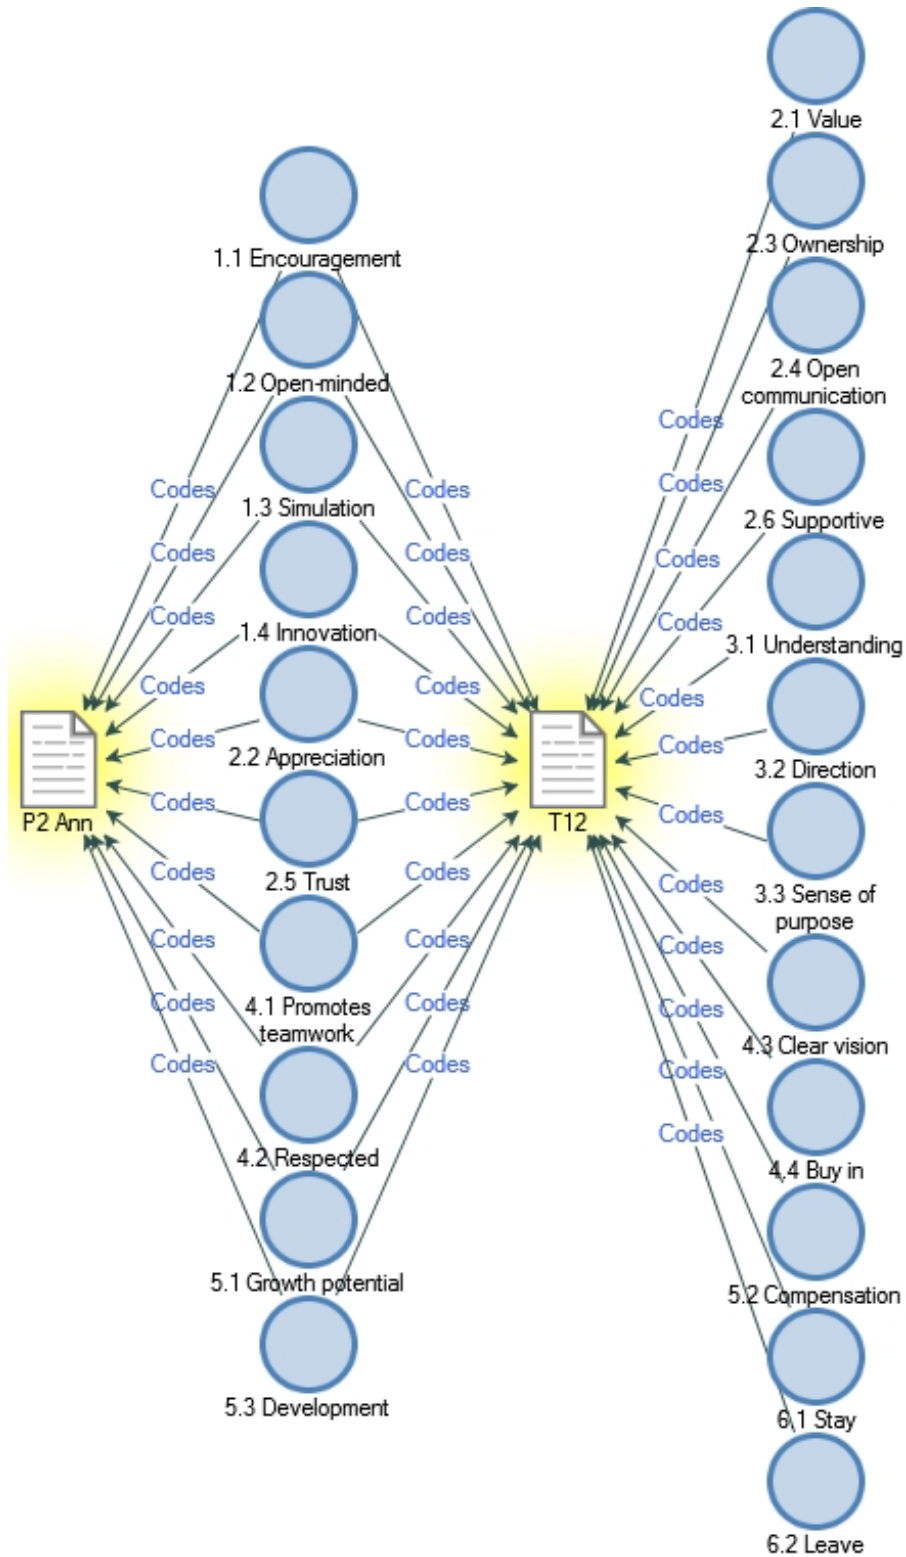 P2 Ann
Codes
Codes
Codes
Codes
Codes
Codes
Codes
Codes
Codes
Codes
1.1 Encouragement
1.2 Open-minded
1.3 Simulation
1.4 Innovation
2.2 Appreciation
2.5 Trust
4.1 Promotes
teamwork
4.2 Respected
5.1 Growth potential
5.3 Development
Codes
Codes
Codes
Codes
Codes
Codes
Codes
Codes
Codes
Codes
T12
Codes
Codes
Codes
Codes
Codes
Codes
Codes
Codes
Codes
Codes
Codes
Codes
2.1 Value
2.3 Ownership
2.4 Open
communication
2.6 Supportive
3.1 Understanding
3.2 Direction
3.3 Sense of
purpose
4.3 Clear vision
4.4 Buy in
5.2 Compensation
6.1 Stay
6.2 Leave